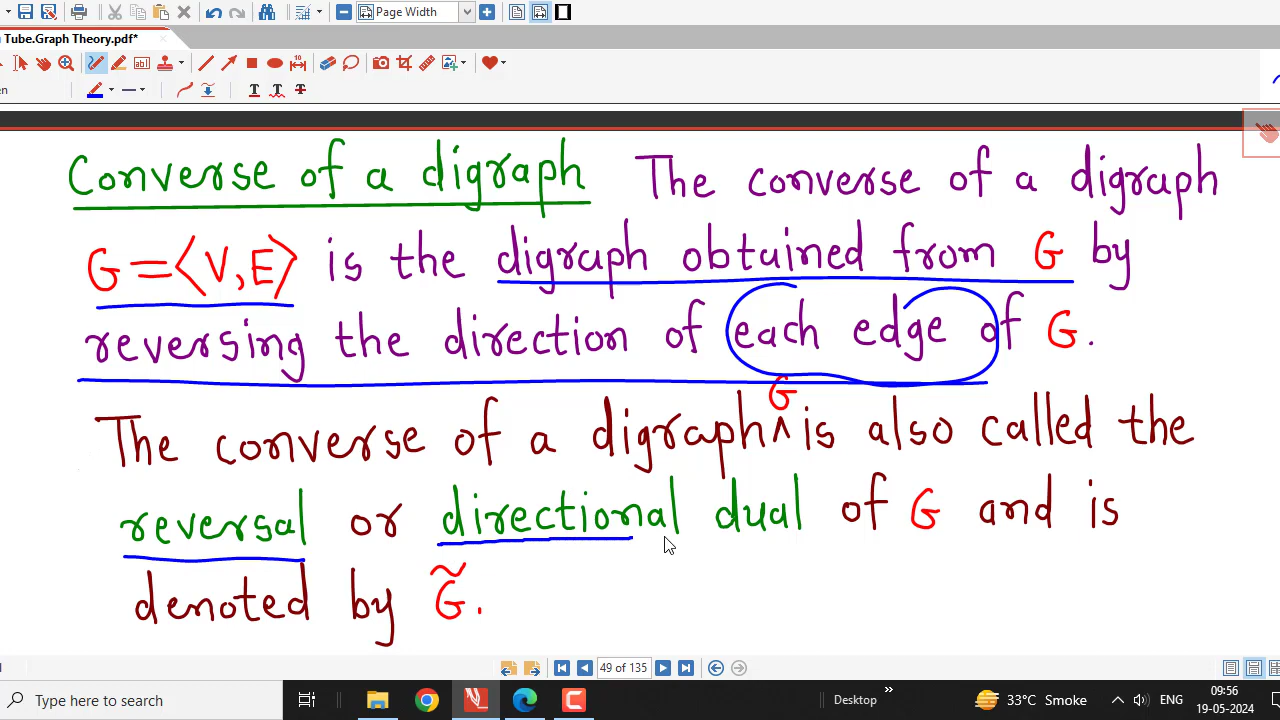 Page Width
Tube.Graph Theory.pdf*
Converse of a digraph The converse of a digraph
G=⟨V,E⟩ is the digraph obtained from G by
reversing the direction of each edge of G.
The converse of a digraph ^ G is also called the
reversal or directional dual of G and is
denoted by G̃.
49 of 135
Type here to search
Desktop
33°C Smoke
ENG
09:56
19-05-2024